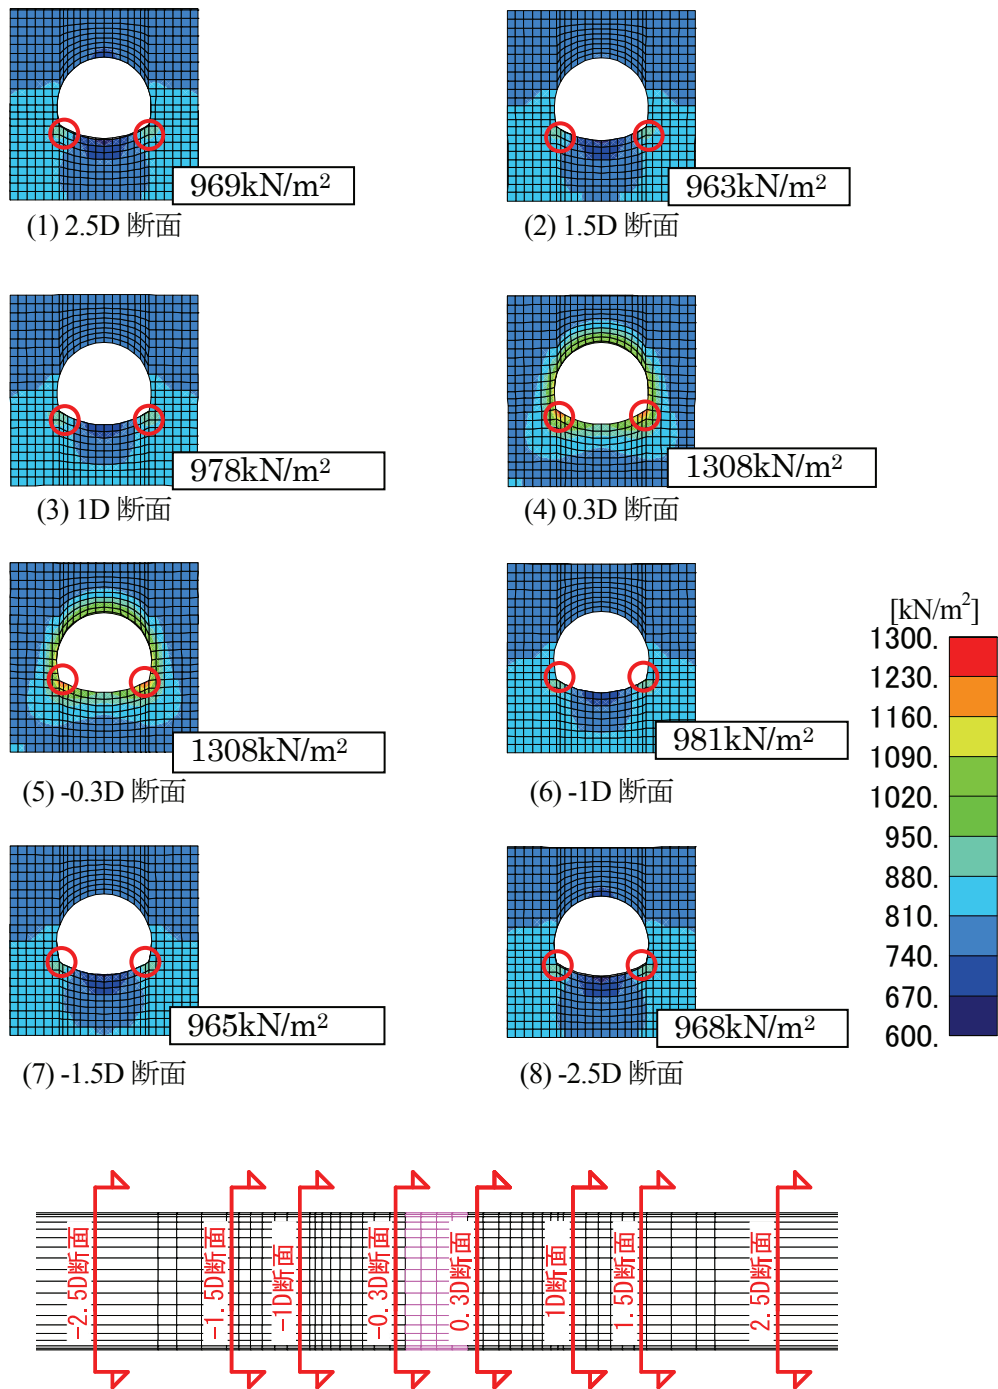 969kN/m²
(1) 2.5D 断面
963kN/m²
(2) 1.5D 断面
978kN/m²
(3) 1D 断面
1308kN/m²
(4) 0.3D 断面
1308kN/m²
(5) -0.3D 断面
981kN/m²
(6) -1D 断面
965kN/m²
(7) -1.5D 断面
968kN/m²
(8) -2.5D 断面
[kN/m²]
1300.
1230.
1160.
1090.
1020.
950.
880.
810.
740.
670.
600.
-2.5D断面
-1.5D断面
-1D断面
-0.3D断面
0.3D断面
1D断面
1.5D断面
2.5D断面